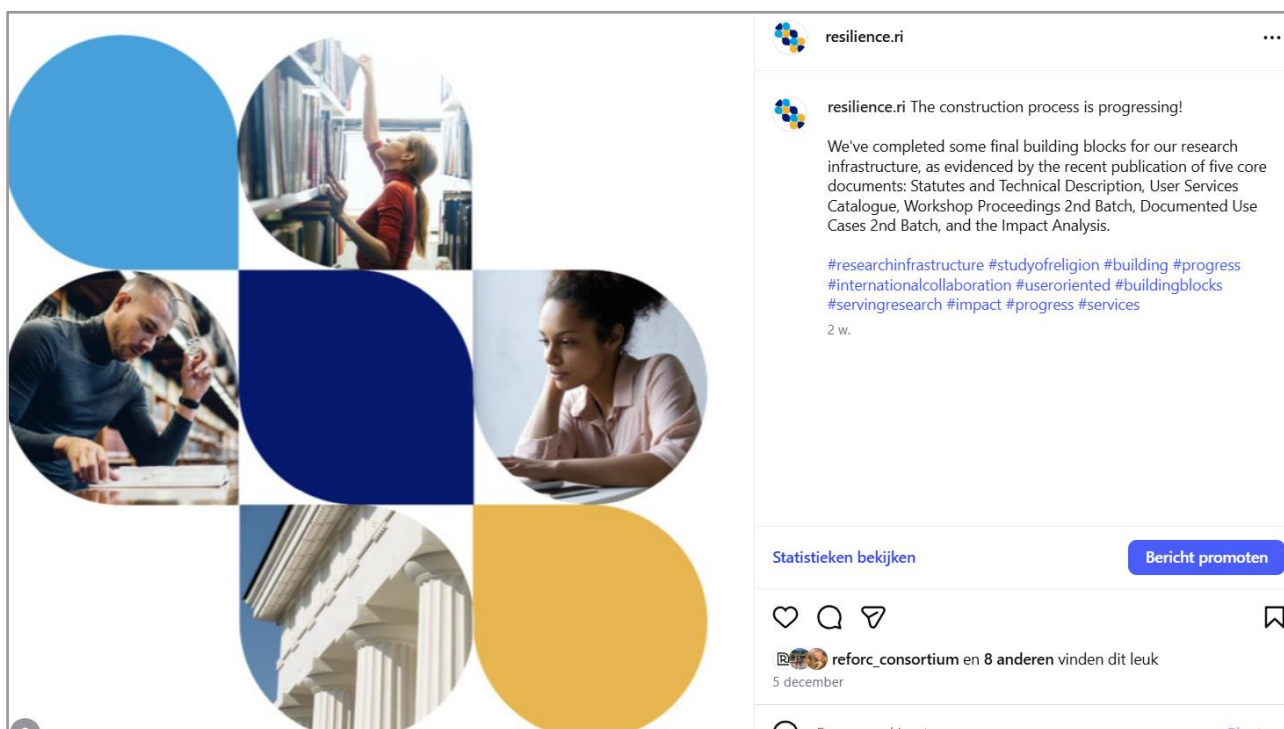 resilience.ri
resilience.ri The construction process is progressing!
We've completed some final building blocks for our research
infrastructure, as evidenced by the recent publication of five core
documents: Statutes and Technical Description, User Services
Catalogue, Workshop Proceedings 2nd Batch, Documented Use
Cases 2nd Batch, and the Impact Analysis.
#researchinfrastructure #studyofreligion #building #progress
#internationalcollaboration #useroriented #buildingblocks
#servingresearch #impact #progress #services
2 w.
Statistieken bekijken
Bericht promoten
reforc_consortium en 8 anderen vinden dit leuk
5 december